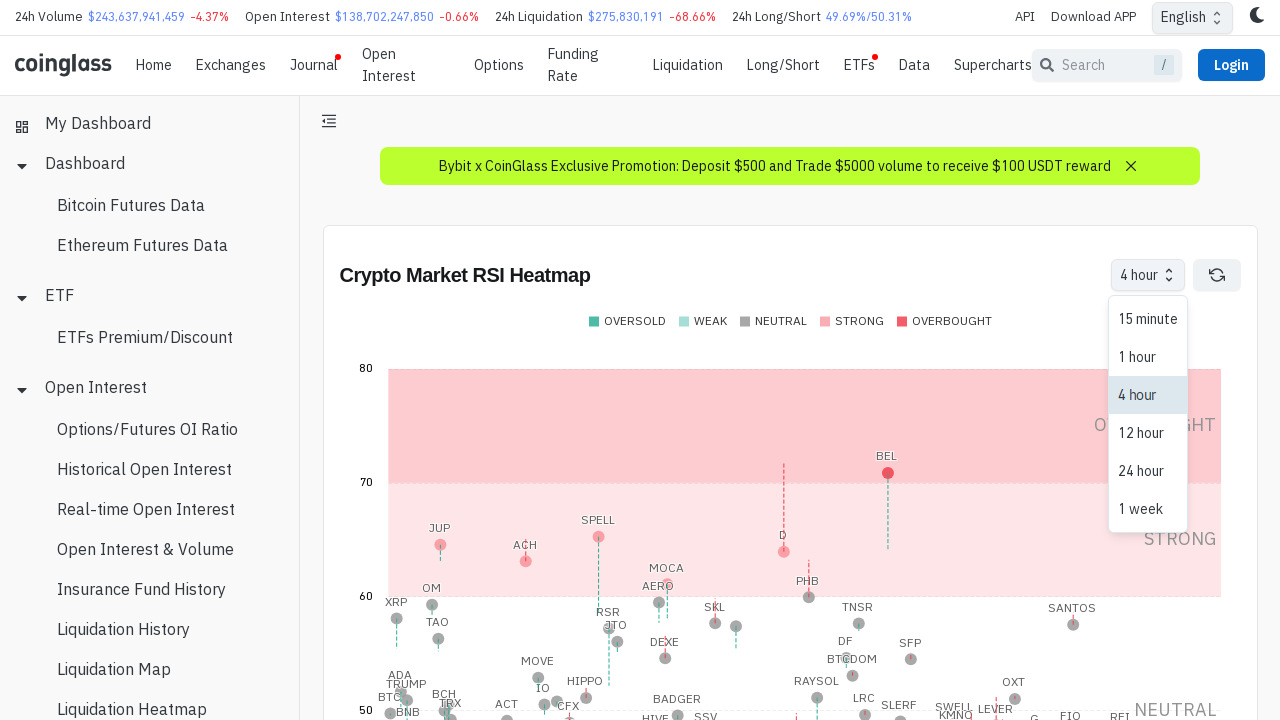 24h Volume $243,637,941,459 -4.37% Open Interest $138,702,247,850 -0.66% 24h Liquidation $275,830,191 -68.66% 24h Long/Short 49.69%/50.31% API Download APP English
coinglass Home Exchanges Journal Open Interest Options Funding Rate Liquidation Long/Short ETFs Data Supercharts Search / Login
My Dashboard
Dashboard
Bitcoin Futures Data
Ethereum Futures Data
ETF
ETFs Premium/Discount
Open Interest
Options/Futures OI Ratio
Historical Open Interest
Real-time Open Interest
Open Interest & Volume
Insurance Fund History
Liquidation History
Liquidation Map
Liquidation Heatmap
Bybit x CoinGlass Exclusive Promotion: Deposit $500 and Trade $5000 volume to receive $100 USDT reward
Crypto Market RSI Heatmap
4 hour
15 minute
1 hour
4 hour
12 hour
24 hour
1 week
OVERSOLD WEAK NEUTRAL STRONG OVERBOUGHT
80
70
60
50
STRONG
NEUTRAL
BEL
JUP
SPELL
ACH
D
MOCA
AERO
PHB
OM
XRP
RSR
SKL
TNSR
SANTOS
TAO
JTO
DEXE
DF
SFP
BTCDOM
MOVE
ADA
TRUMP
HIPPO
RAYSOL
OXT
IO
BTC
BCH
BNB
TRX
ACT
CFX
BADGER
HIVE
SSV
LRC
SLERF
SWELL
KMNO
LEVER
G
FIO
REI